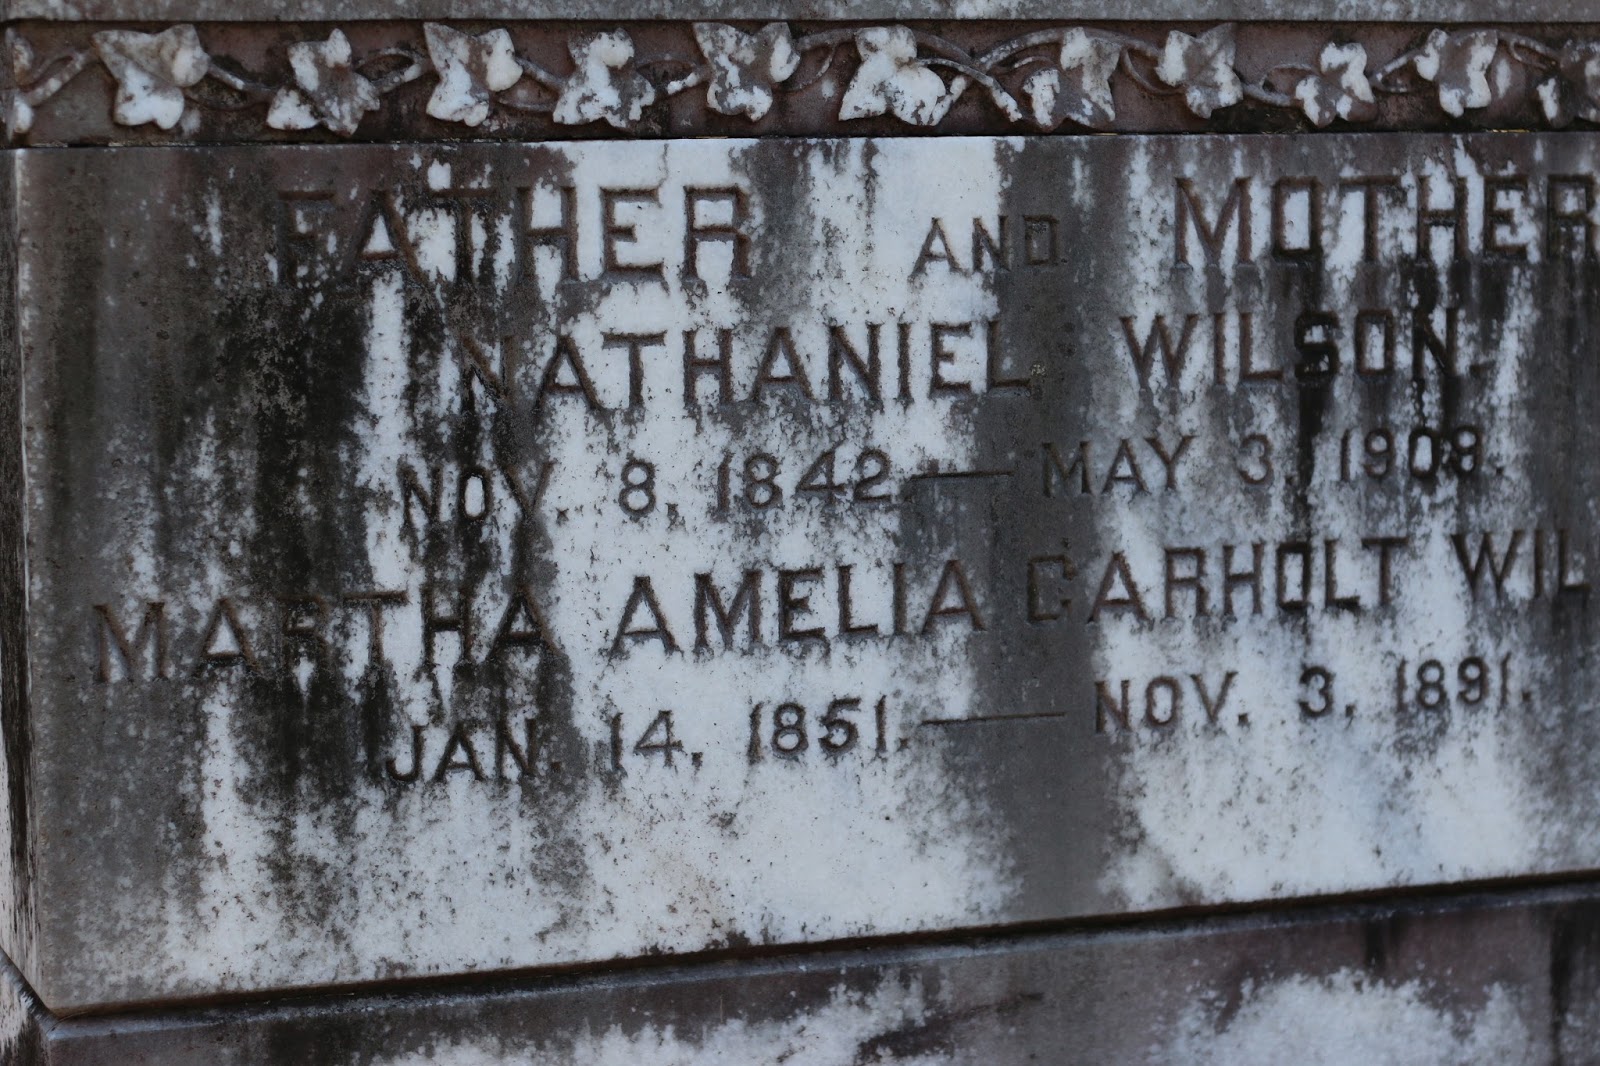 FATHER AND MOTHER
NATHANIEL WILSON.
NOV. 8, 1842.—MAY 3, 1908.
MARTHA AMELIA CARHOLT WIL
JAN. 14, 1851.—NOV. 3, 1891.